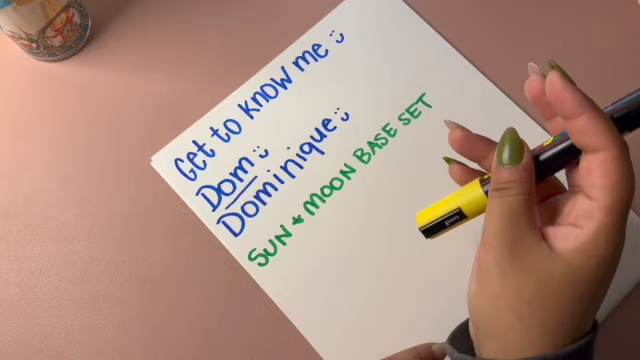 Get to know me :)
Dom :)
Dominique :)
SUN & MOON BASE SET